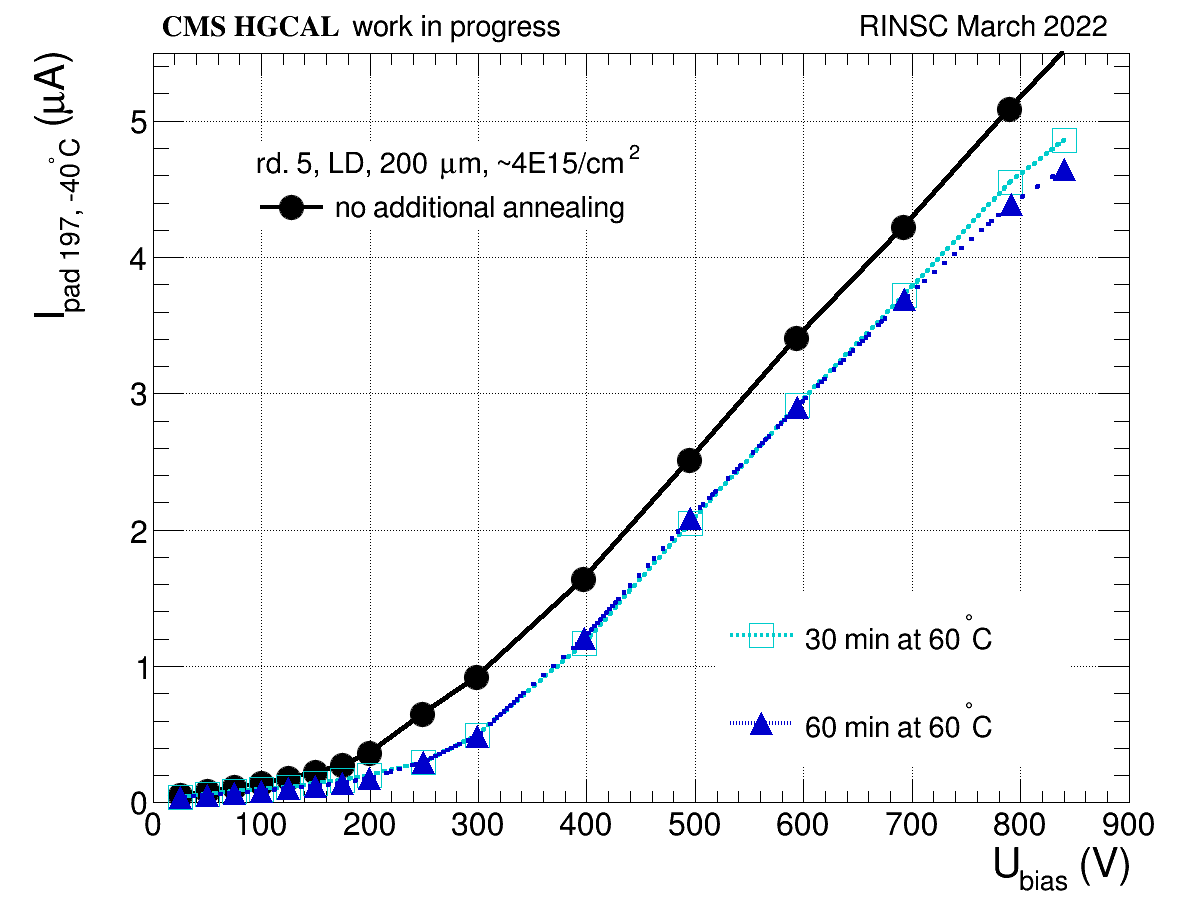 CMS HGCAL work in progress RINSC March 2022
I pad 197, -40°C (μA)
5
rd. 5, LD, 200 μm, ~4E15/cm²
no additional annealing
4
3
2
30 min at 60°C
1
60 min at 60°C
0
0 100 200 300 400 500 600 700 800 900
U bias (V)